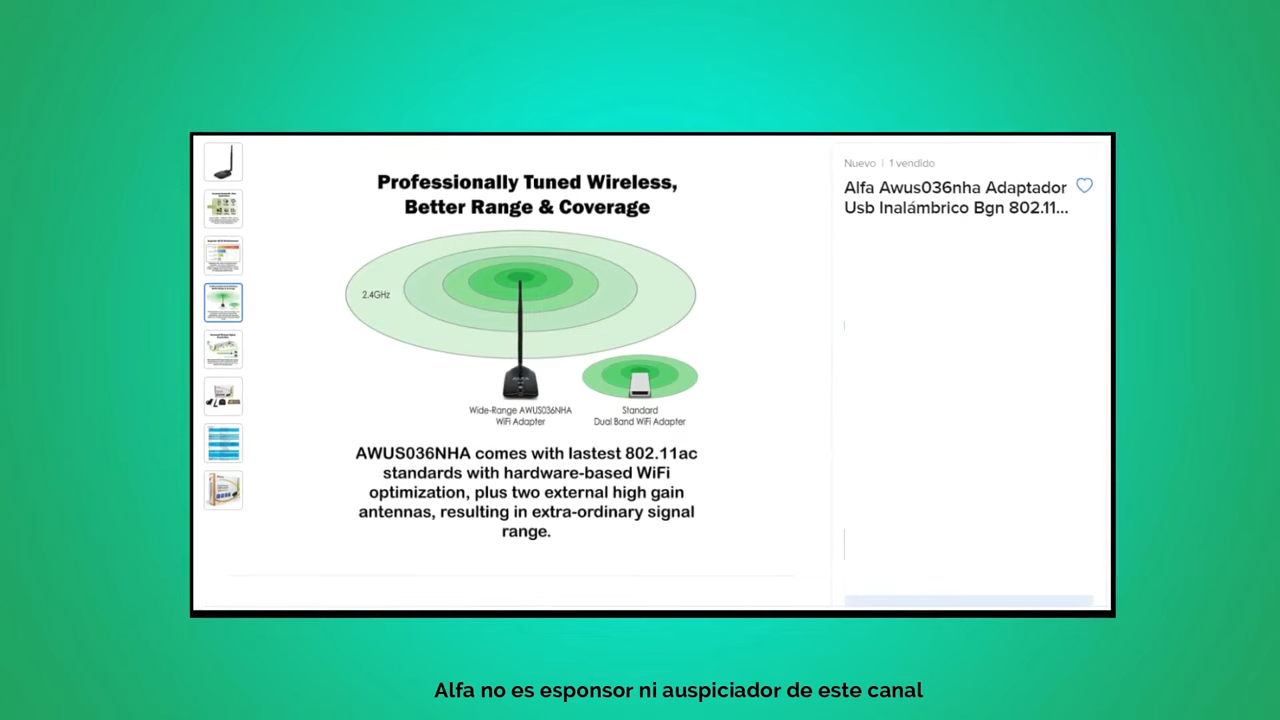 Nuevo | 1 vendido
Alfa Awus036nha Adaptador
Usb Inalámbrico Bgn 802.11...
Professionally Tuned Wireless,
Better Range & Coverage
2.4GHz
Wide-Range AWUS036NHA
WiFi Adapter
Standard
Dual Band WiFi Adapter
AWUS036NHA comes with lastest 802.11ac
standards with hardware-based WiFi
optimization, plus two external high gain
antennas, resulting in extra-ordinary signal
range.
Alfa no es esponsor ni auspiciador de este canal